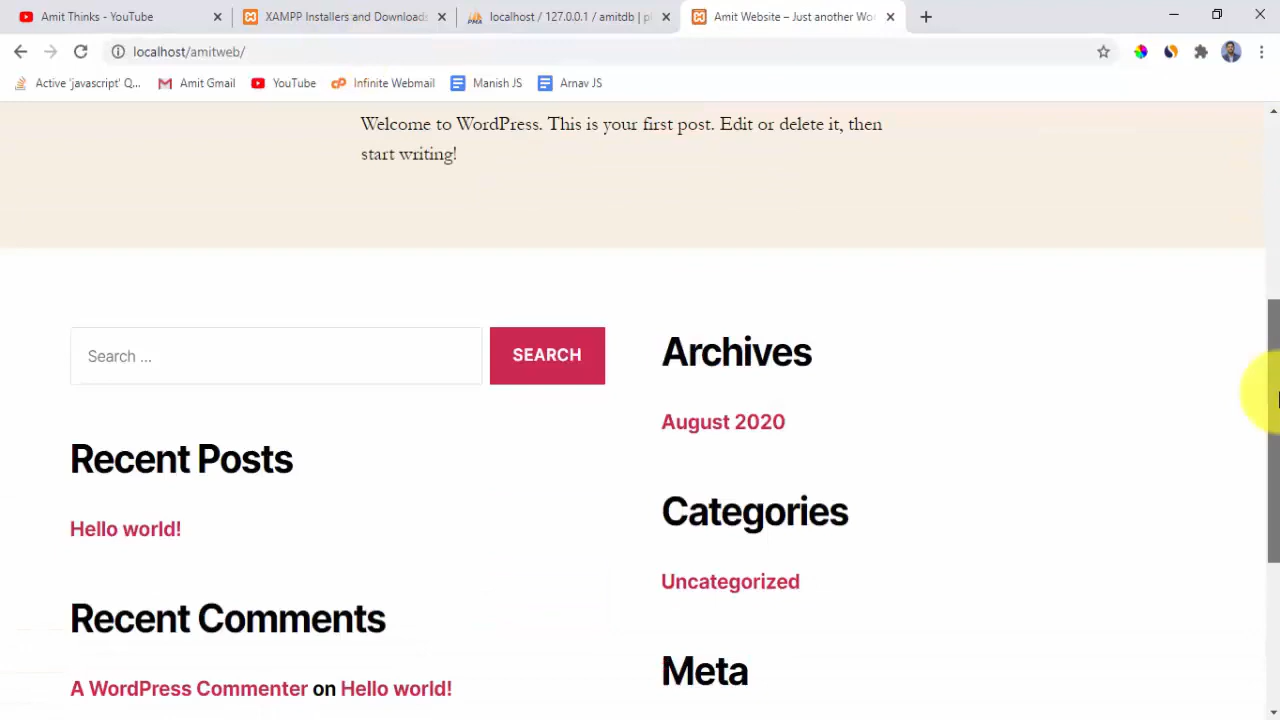 Amit Thinks - YouTube
XAMPP Installers and Download
localhost / 127.0.0.1 / amitdb | p
Amit Website – Just another Wo
localhost/amitweb/
Active 'javascript' Q...
Amit Gmail
YouTube
Infinite Webmail
Manish JS
Arnav JS
Welcome to WordPress. This is your first post. Edit or delete it, then
start writing!
Search ...
SEARCH
Recent Posts
Hello world!
Recent Comments
A WordPress Commenter on Hello world!
Archives
August 2020
Categories
Uncategorized
Meta